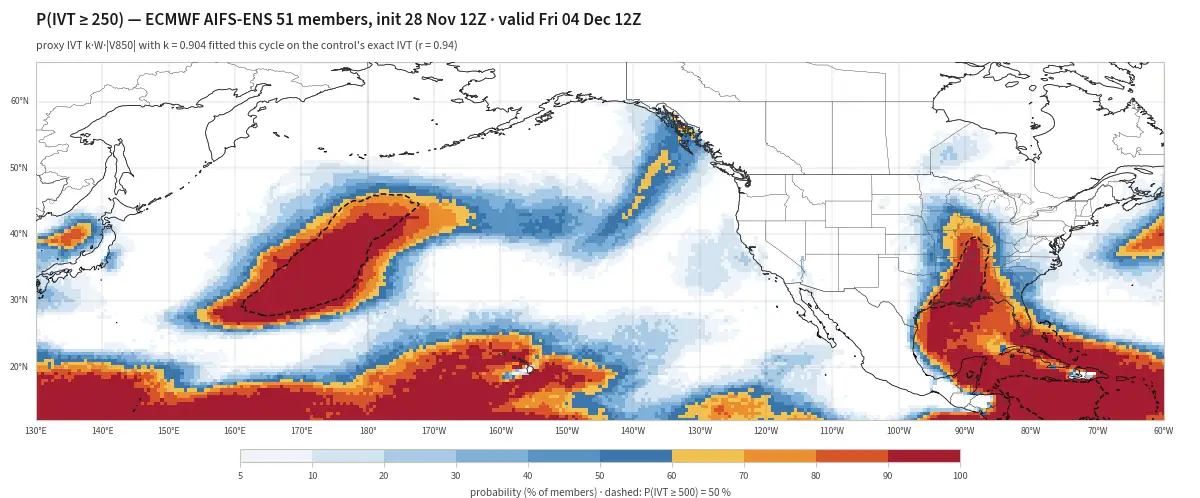 P(IVT ≥ 250) — ECMWF AIFS-ENS 51 members, init 28 Nov 12Z · valid Fri 04 Dec 12Z
proxy IVT k·W·|V850| with k = 0.904 fitted this cycle on the control's exact IVT (r = 0.94)
60°N
50°N
40°N
30°N
20°N
130°E 140°E 150°E 160°E 170°E 180° 170°W 160°W 150°W 140°W 130°W 120°W 110°W 100°W 90°W 80°W 70°W 60°W
5 10 20 30 40 50 60 70 80 90 100
probability (% of members) · dashed: P(IVT ≥ 500) = 50 %